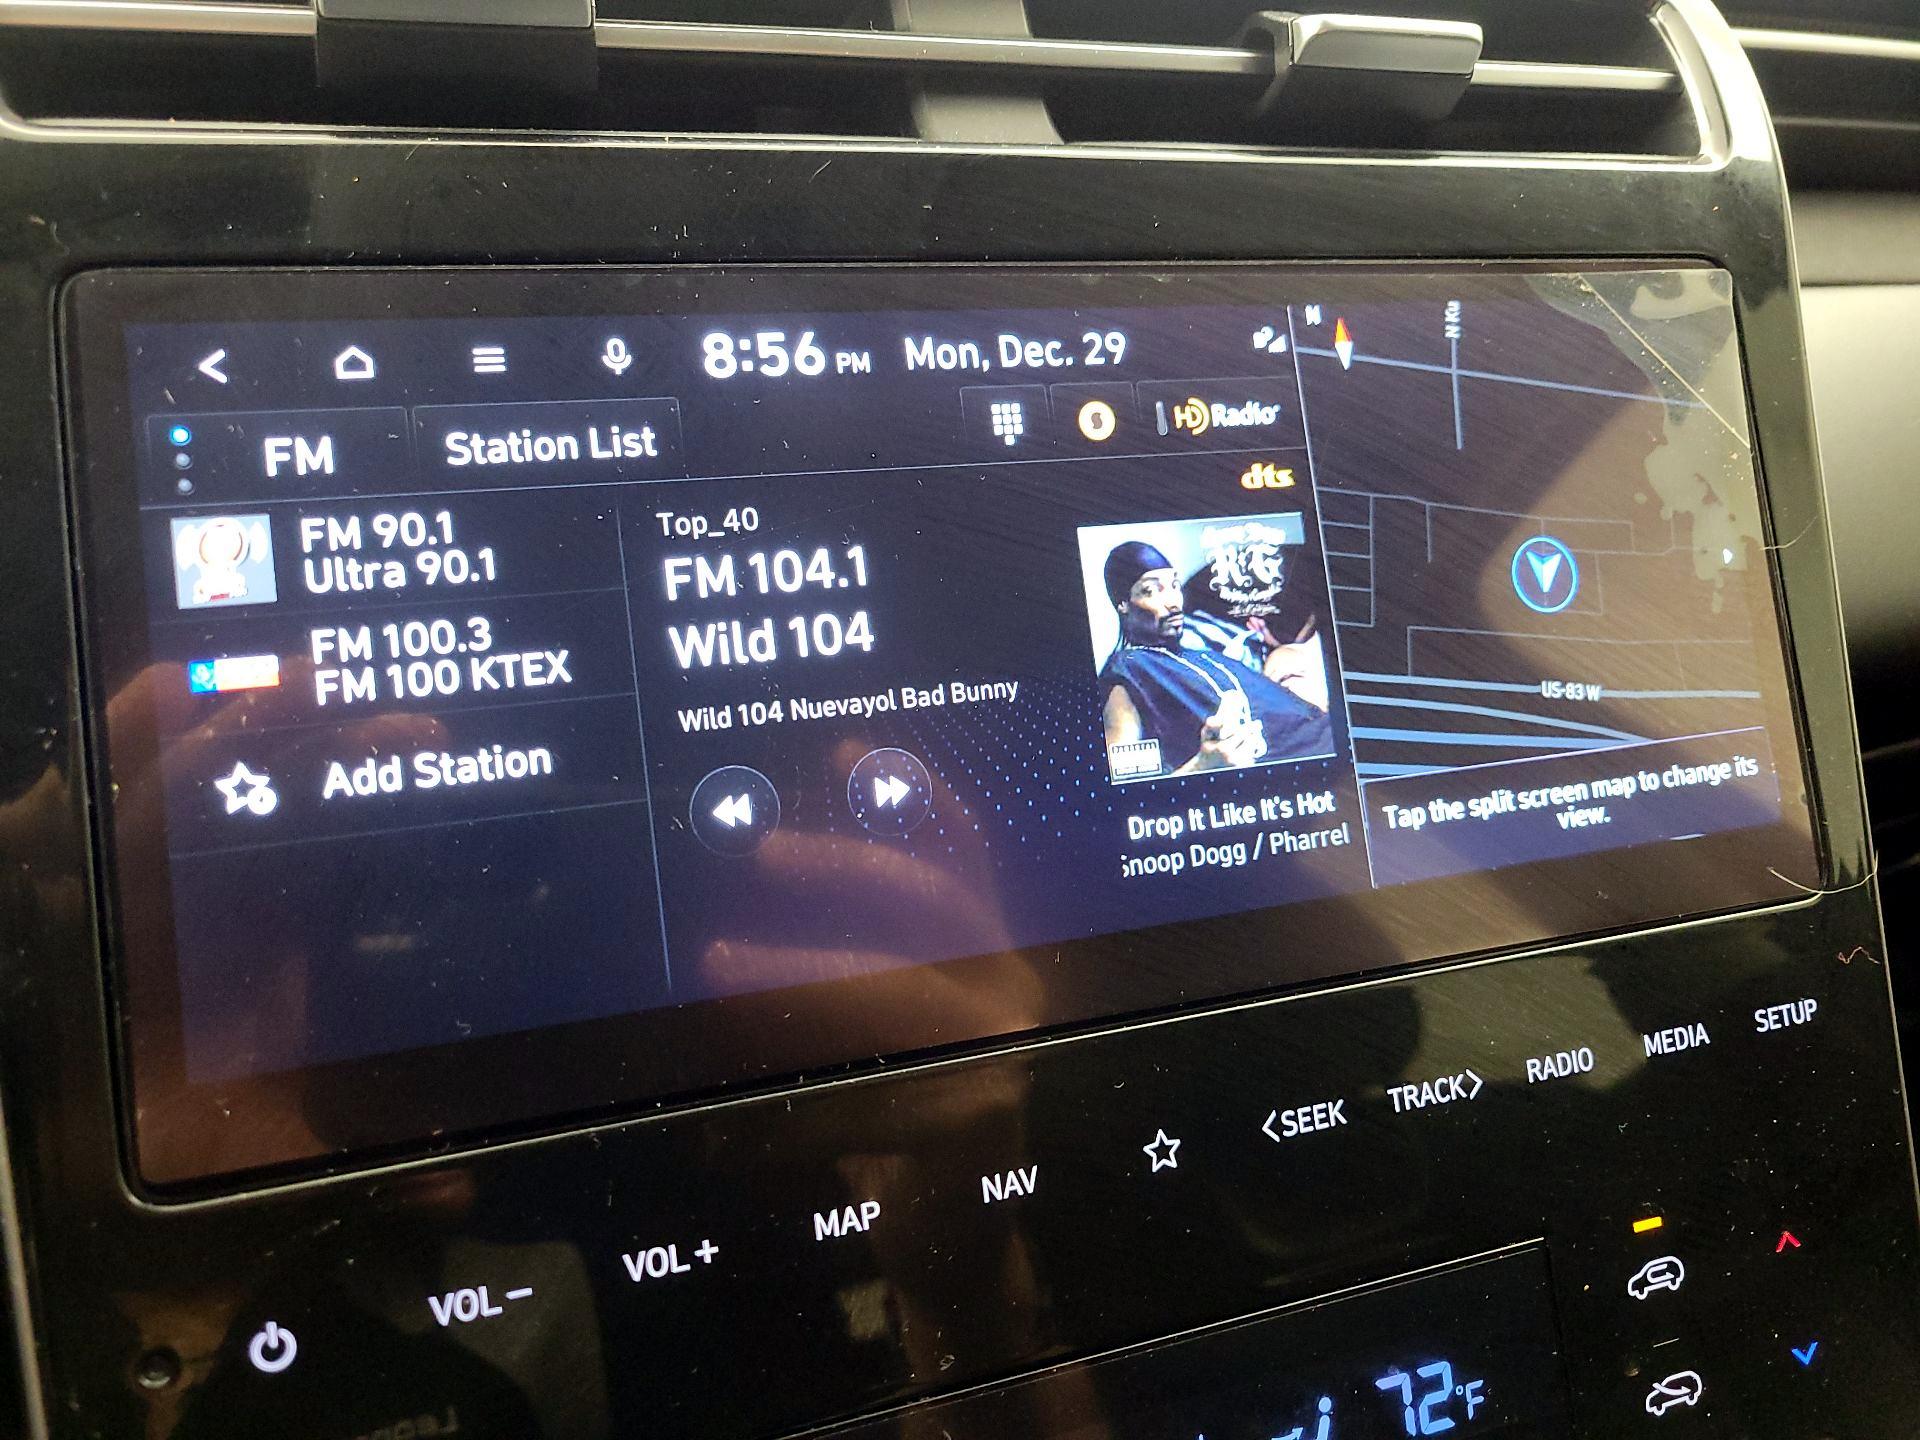 8:56 PM Mon, Dec. 29
FM
Station List
HD Radio
dts
FM 90.1
Ultra 90.1
FM 100.3
FM 100 KTEX
Add Station
Top_40
FM 104.1
Wild 104
Wild 104 Nuevayol Bad Bunny
R&G
Drop It Like It's Hot
Snoop Dogg / Pharrel
N
N Ku
US-83 W
Tap the split screen map to change its
view.
VOL -
VOL +
MAP
NAV
<SEEK
TRACK>
RADIO
MEDIA
SETUP
72°F